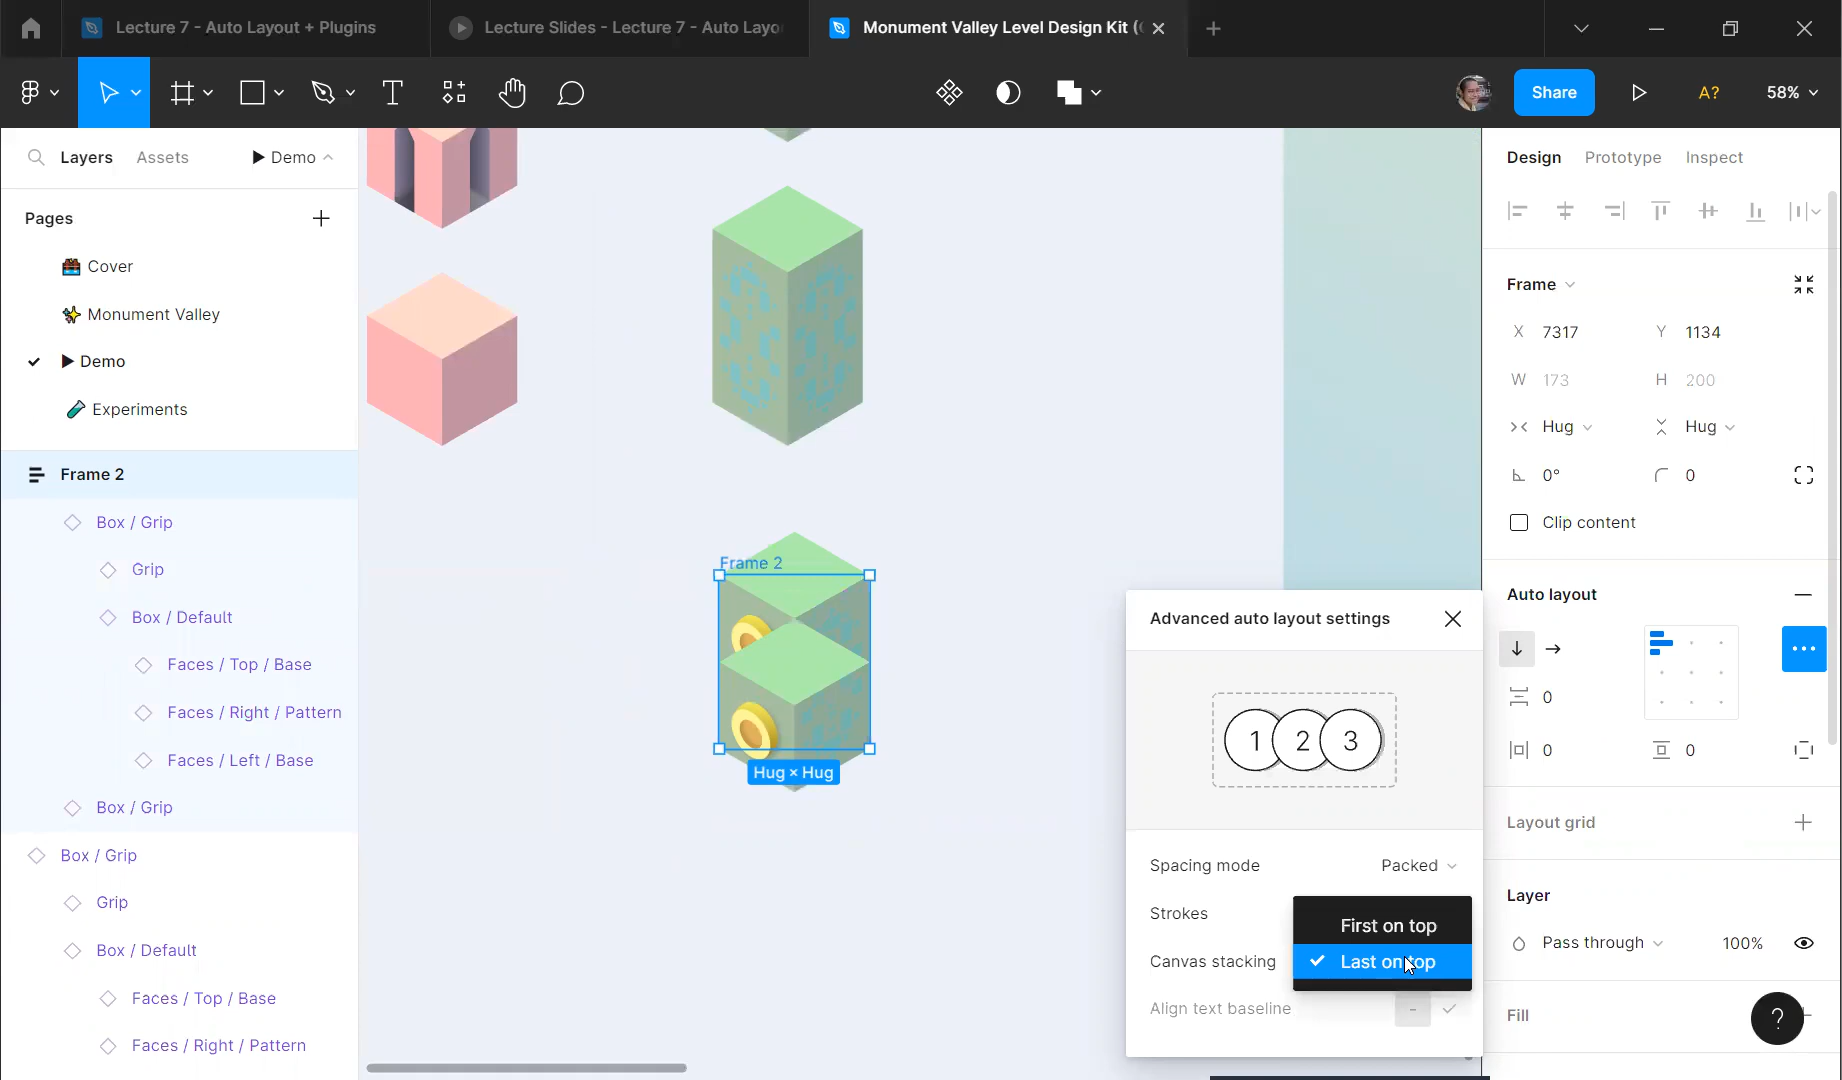 Lecture 7 - Auto Layout + Plugins
Lecture Slides - Lecture 7 - Auto Layo
Monument Valley Level Design Kit (
Share
A?
58%
Layers
Assets
Demo
Pages
Cover
Monument Valley
Demo
Experiments
Frame 2
Box / Grip
Grip
Box / Default
Faces / Top / Base
Faces / Right / Pattern
Faces / Left / Base
Box / Grip
Box / Grip
Grip
Box / Default
Faces / Top / Base
Faces / Right / Pattern
Frame 2
Hug × Hug
Advanced auto layout settings
1 2 3
Spacing mode Packed
Strokes
First on top
Canvas stacking
Last on top
Align text baseline
Design Prototype Inspect
Frame
X 7317 Y 1134
W 173 H 200
Hug Hug
0° 0
Clip content
Auto layout
0
0 0
Layout grid
Layer
Pass through 100%
Fill
?